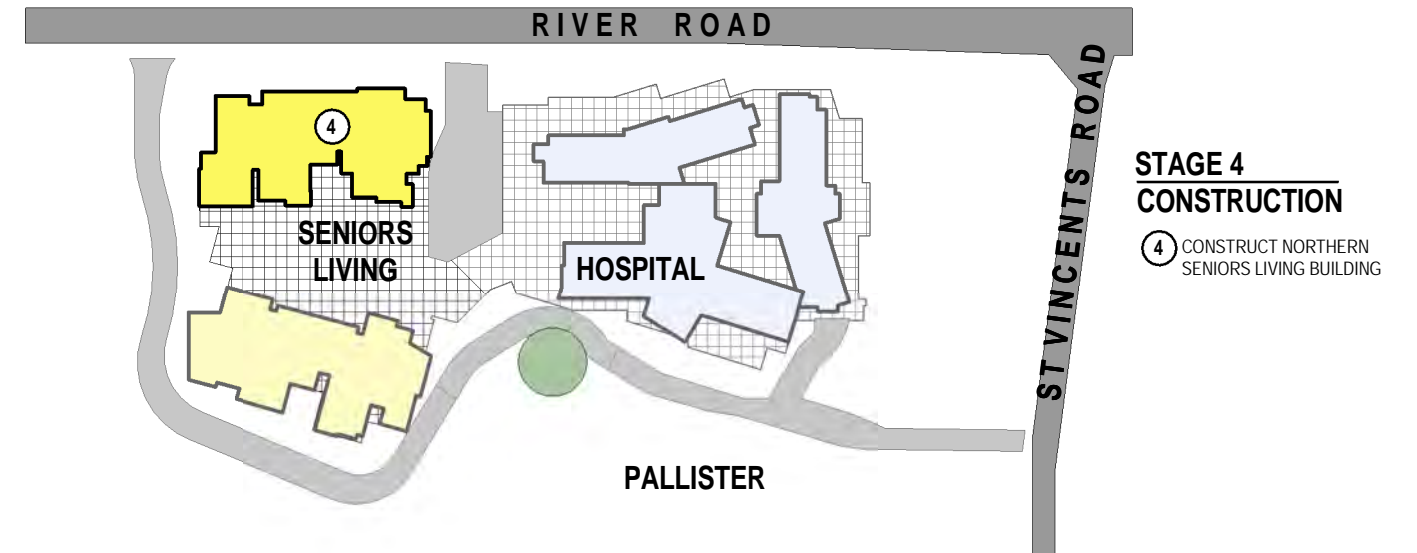 RIVER ROAD
ST VINCENTS ROAD
4
SENIORS
LIVING
HOSPITAL
PALLISTER
STAGE 4
CONSTRUCTION
4 CONSTRUCT NORTHERN
SENIORS LIVING BUILDING